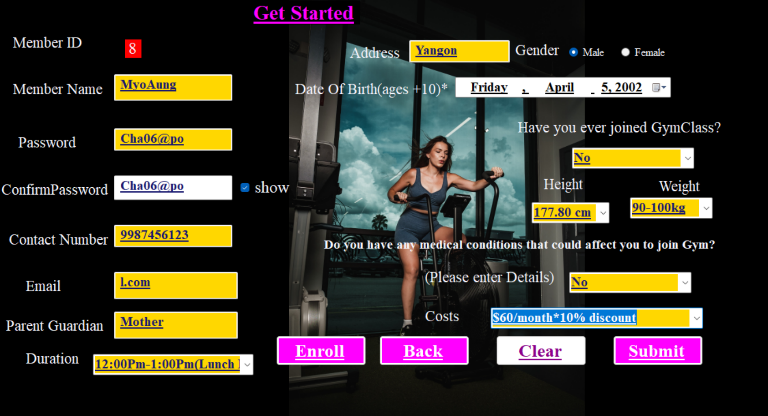 Get Started
Member ID 8
Member Name MyoAung
Password Cha06@po
ConfirmPassword Cha06@po show
Contact Number 9987456123
Email l.com
Parent Guardian Mother
Duration 12:00Pm-1:00Pm(Lunch
Address Yangon Gender Male Female
Date Of Birth(ages +10)* Friday , April 5, 2002
Have you ever joined GymClass?
No
Height Weight
177.80 cm 90-100kg
Do you have any medical conditions that could affect you to join Gym?
(Please enter Details) No
Costs $60/month*10% discount
Enroll Back Clear Submit